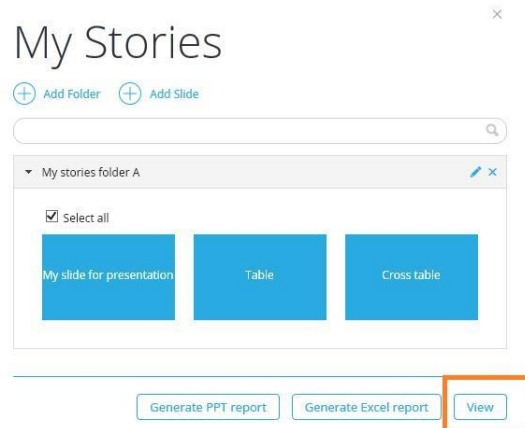 My Stories
Add Folder Add Slide
My stories folder A
Select all
My slide for presentation Table Cross table
Generate PPT report Generate Excel report View